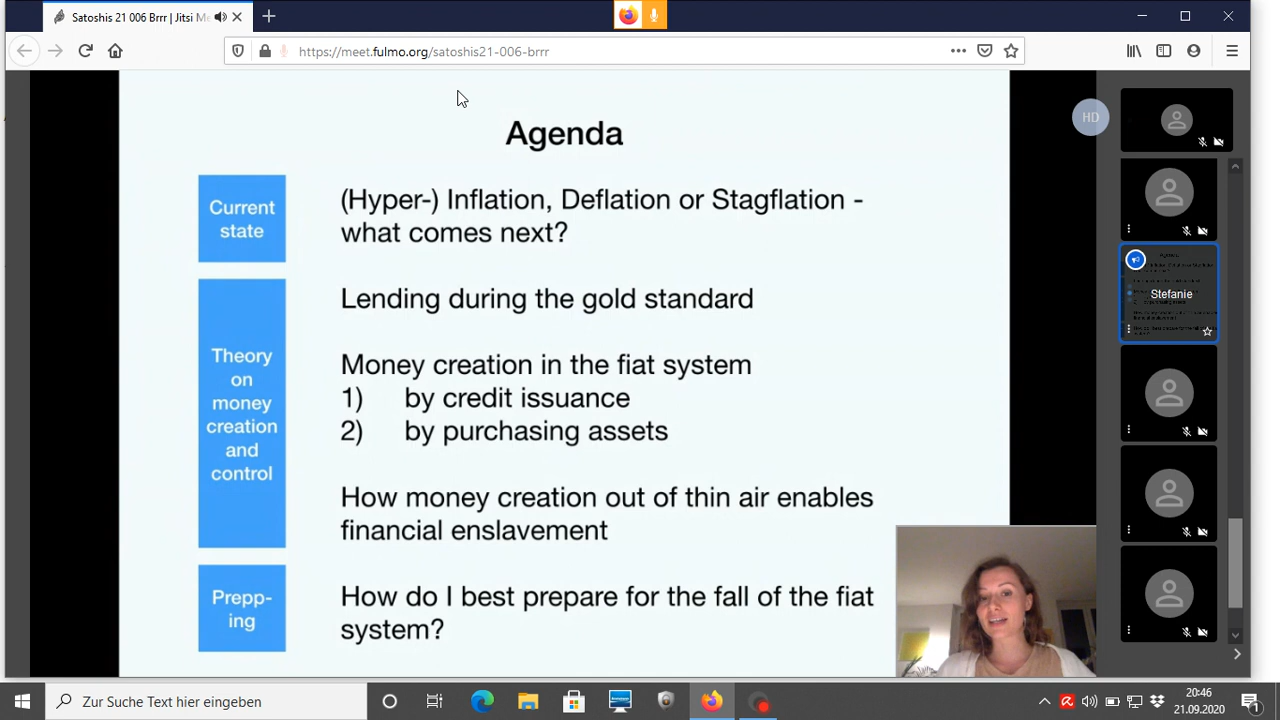 Satoshis 21 006 Brrr | Jitsi Me
https://meet.fulmo.org/satoshis21-006-brrr
HD
Agenda
Current
state
(Hyper-) Inflation, Deflation or Stagflation -
what comes next?
Theory
on
money
creation
and
control
Lending during the gold standard
Money creation in the fiat system
1) by credit issuance
2) by purchasing assets
How money creation out of thin air enables
financial enslavement
Prepp-
ing
How do I best prepare for the fall of the fiat
system?
Stefanie
Zur Suche Text hier eingeben
20:46
21.09.2020
1